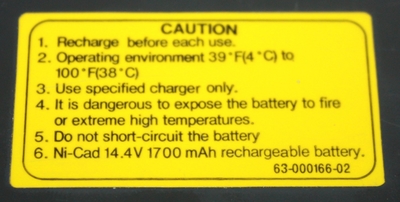 CAUTION
1. Recharge before each use.
2. Operating environment 39°F(4°C) to
100°F(38°C)
3. Use specified charger only.
4. It is dangerous to expose the battery to fire
or extreme high temperatures.
5. Do not short-circuit the battery
6. Ni-Cad 14.4V 1700 mAh rechargeable battery.
63-000166-02